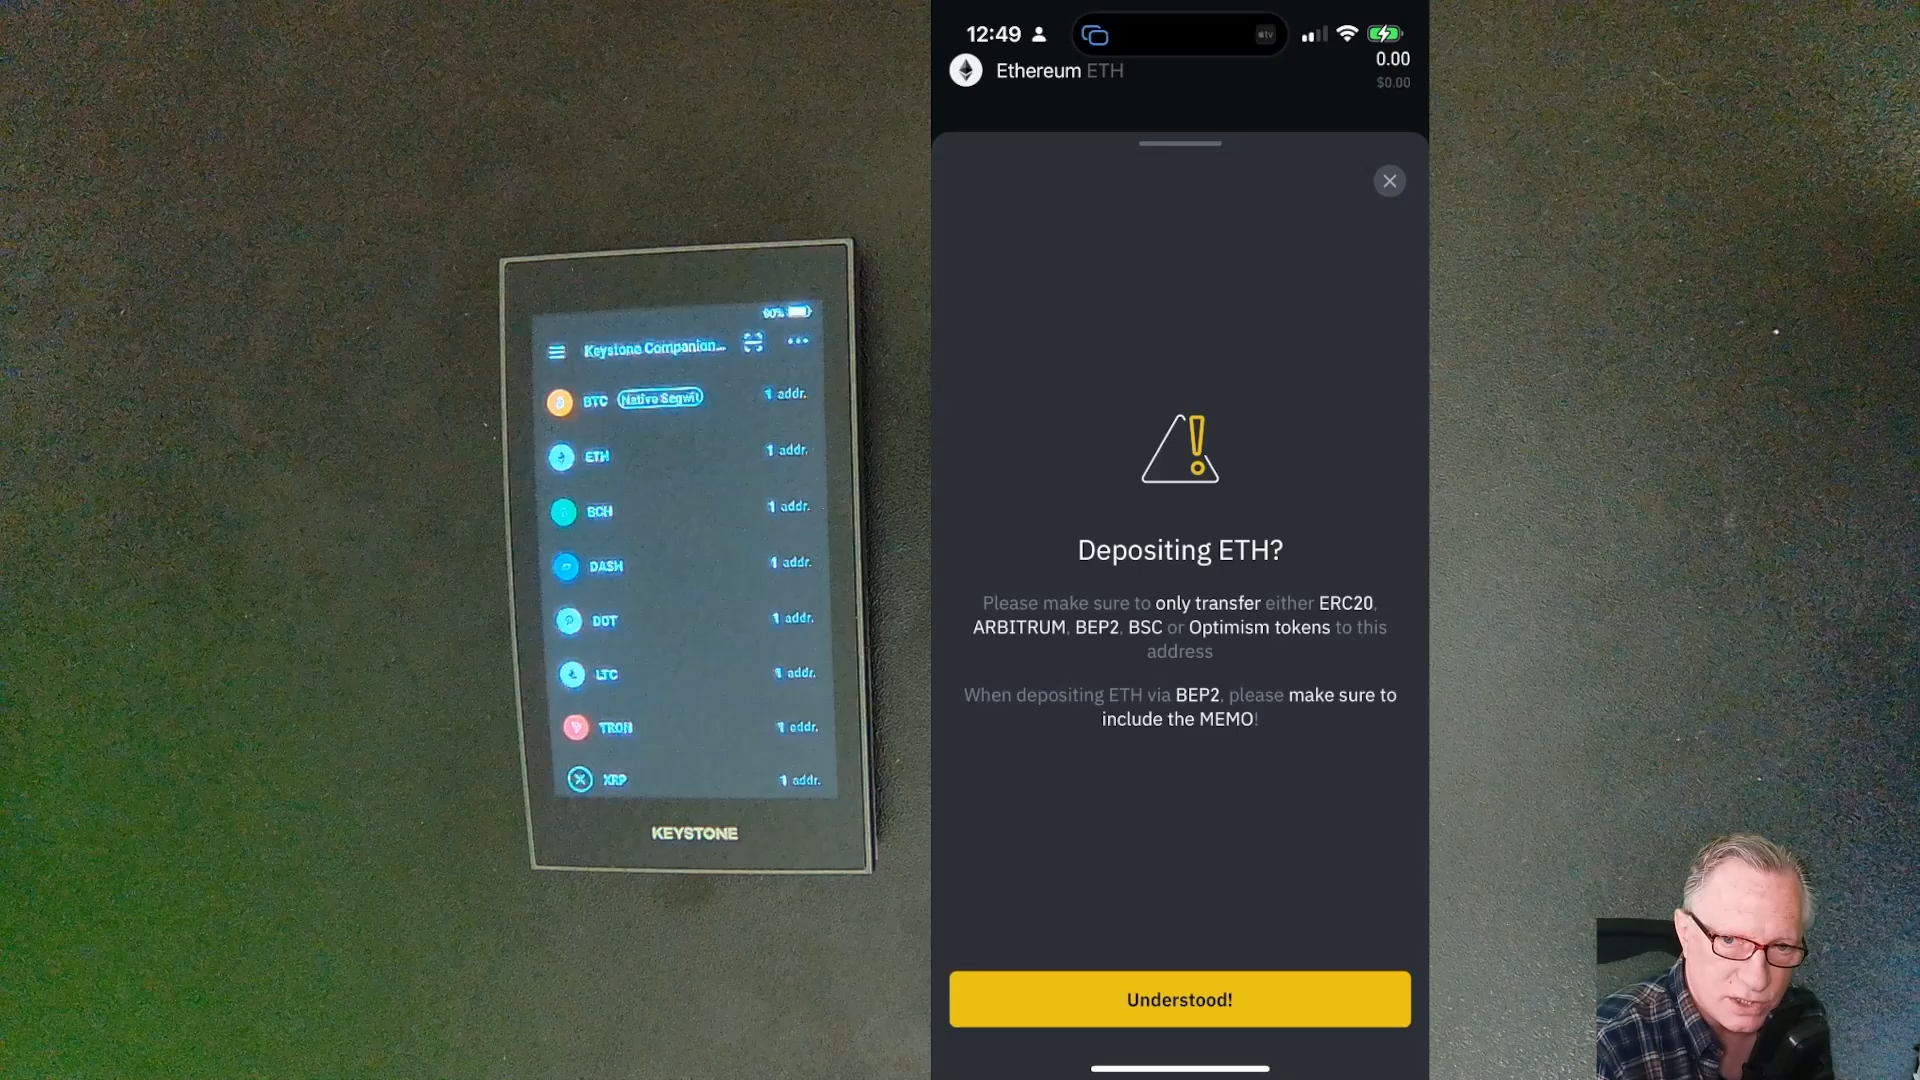 90%
Keystone Companion...
BTC Native Segwit 1 addr.
ETH 1 addr.
BCH 1 addr.
DASH 1 addr.
DOT 1 addr.
LTC 1 addr.
TRON 1 addr.
XRP 1 addr.
KEYSTONE
12:49
tv
Ethereum ETH
0.00
$0.00
Depositing ETH?
Please make sure to only transfer either ERC20,
ARBITRUM, BEP2, BSC or Optimism tokens to this
address
When depositing ETH via BEP2, please make sure to
include the MEMO!
Understood!